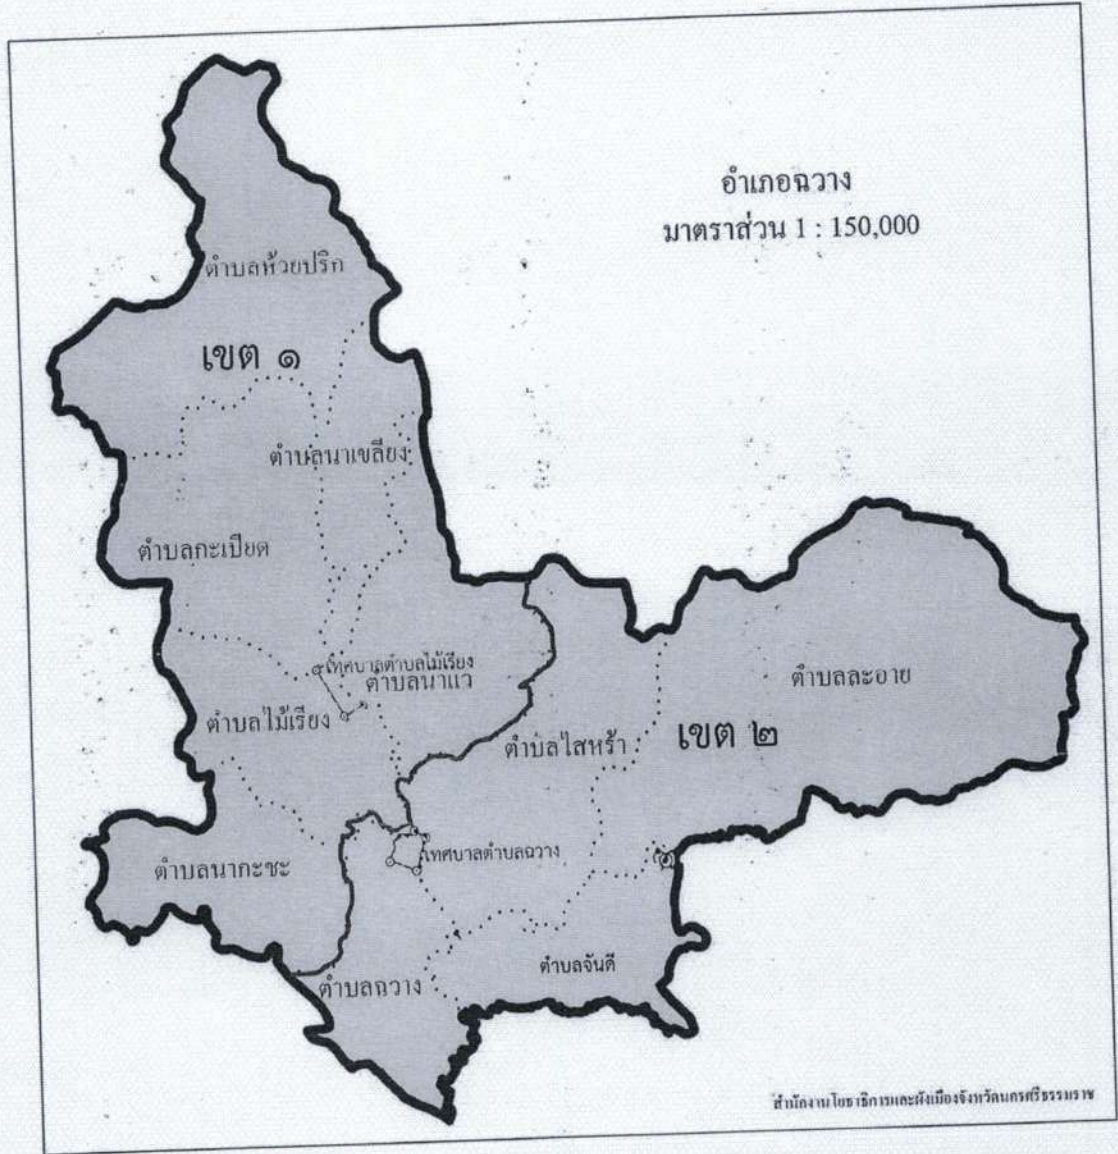 อำเภอฉวาง
มาตราส่วน 1 : 150,000
ตำบลห้วยปริก
เขต ๑
ตำบลนาเขลียง
ตำบลกะเปียด
เทศบาลตำบลไม้เรียง
ตำบลนาแว
ตำบลละอาย
ตำบลไม้เรียง
ตำบลไสหร้า
เขต ๒
เทศบาลตำบลฉวาง
ตำบลนากะชะ
ตำบลจันดี
ตำบลฉวาง
สำนักงานโยธาธิการและผังเมืองจังหวัดนครศรีธรรมราช